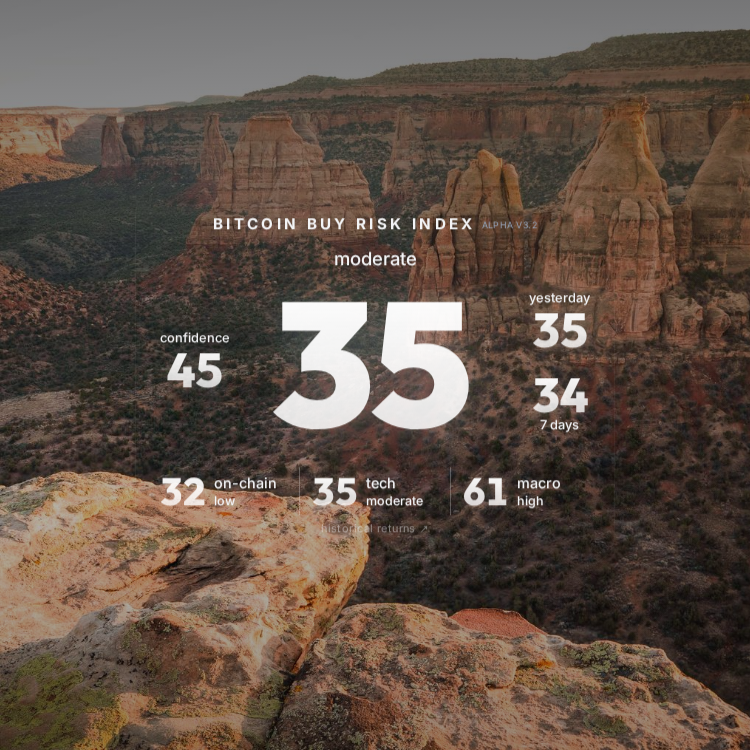 BITCOIN BUY RISK INDEX ALPHA V3.2
moderate
35
confidence
45
yesterday
35
34
7 days
32 on-chain
low
35 tech
moderate
61 macro
high
historical returns ↗